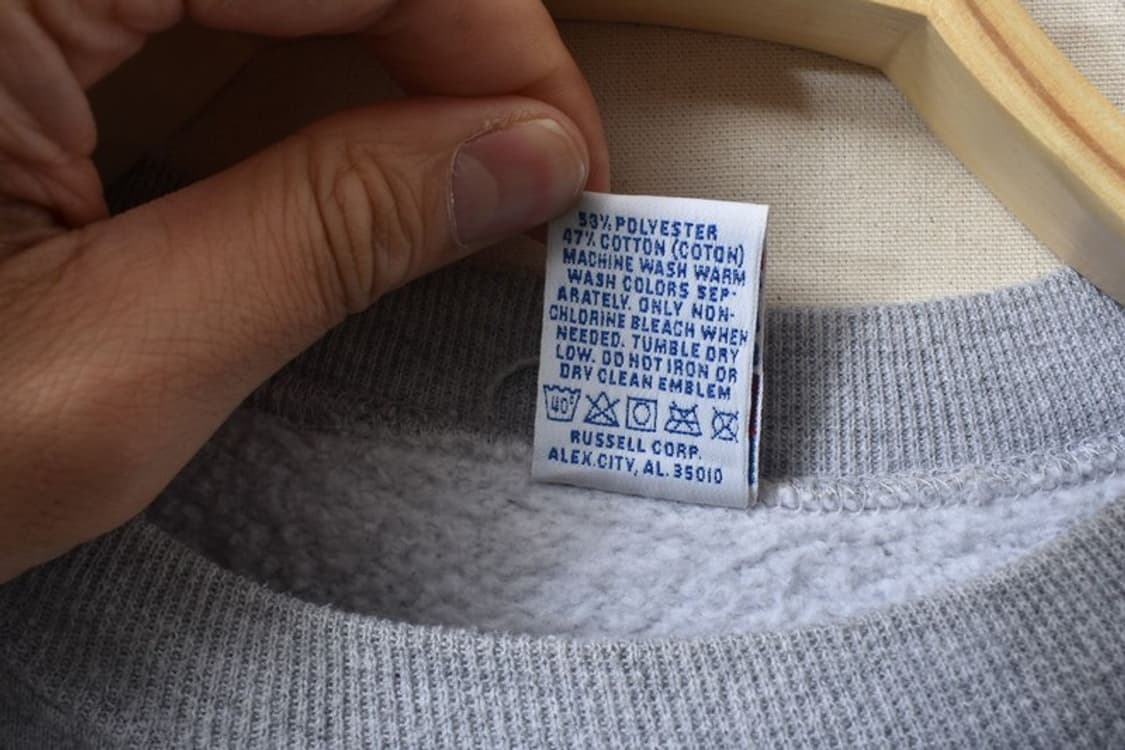 53% POLYESTER
47% COTTON (COTON)
MACHINE WASH WARM
WASH COLORS SEP-
ARATELY. ONLY NON-
CHLORINE BLEACH WHEN
NEEDED. TUMBLE DRY
LOW. DO NOT IRON OR
DRY CLEAN EMBLEM
40°
RUSSELL CORP.
ALEX.CITY, AL. 35010